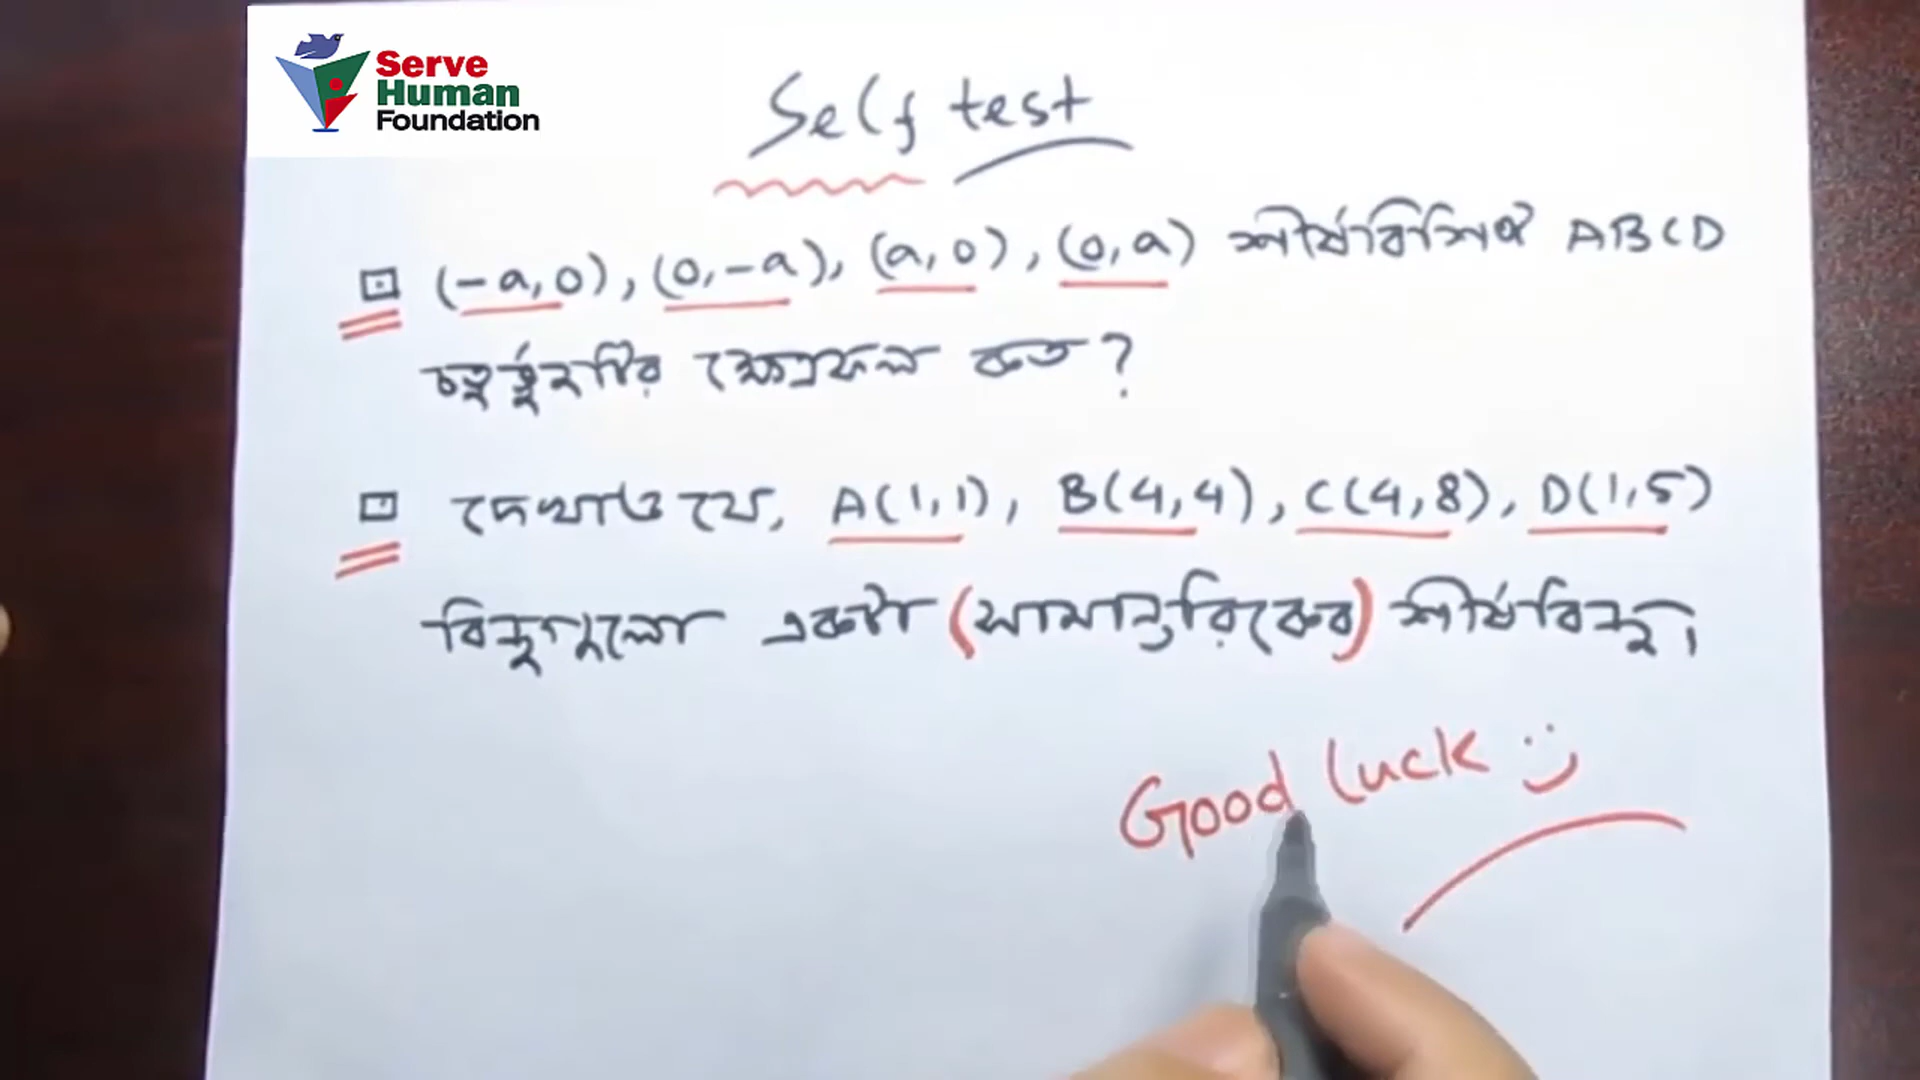 Serve
Human
Foundation
Self test
(-a,0), (0,-a), (a,0), (0,a) শীর্ষবিশিষ্ট ABCD
চতুর্ভুজটির ক্ষেত্রফল কত?
দেখাও যে, A(1,1), B(4,4), C(4,8), D(1,5)
বিন্দুগুলো একটা (সামান্তরিকের) শীর্ষবিন্দু।
Good luck